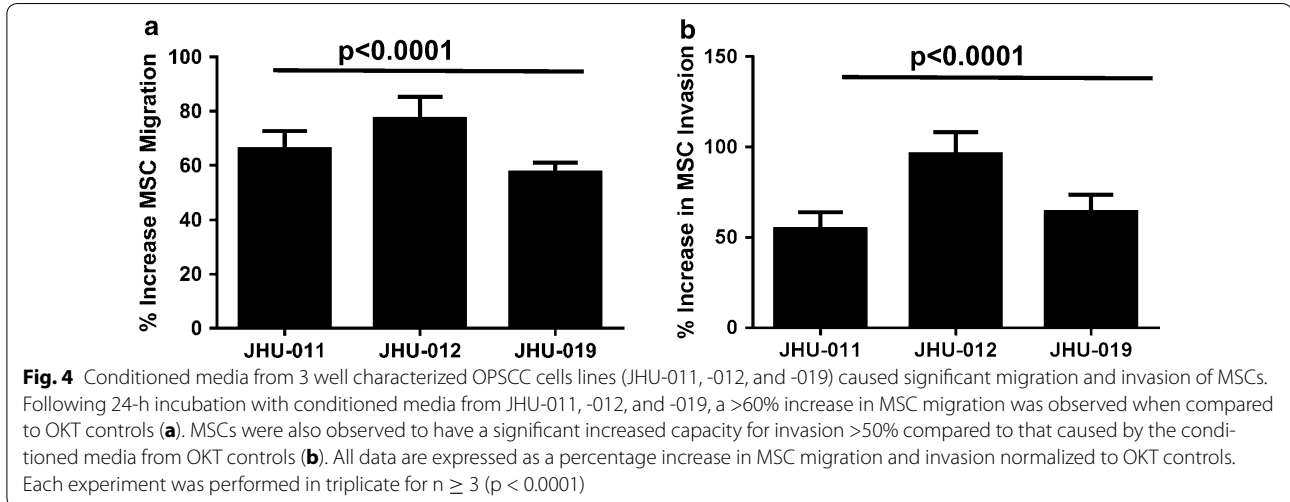 a
p<0.0001
% Increase MSC Migration
100
80
60
40
20
0
JHU-011 JHU-012 JHU-019
b
p<0.0001
% Increase in MSC Invasion
150
100
50
0
JHU-011 JHU-012 JHU-019
Fig. 4 Conditioned media from 3 well characterized OPSCC cells lines (JHU-011, -012, and -019) caused significant migration and invasion of MSCs.
Following 24-h incubation with conditioned media from JHU-011, -012, and -019, a >60% increase in MSC migration was observed when compared
to OKT controls (a). MSCs were also observed to have a significant increased capacity for invasion >50% compared to that caused by the condi-
tioned media from OKT controls (b). All data are expressed as a percentage increase in MSC migration and invasion normalized to OKT controls.
Each experiment was performed in triplicate for n ≥ 3 (p < 0.0001)